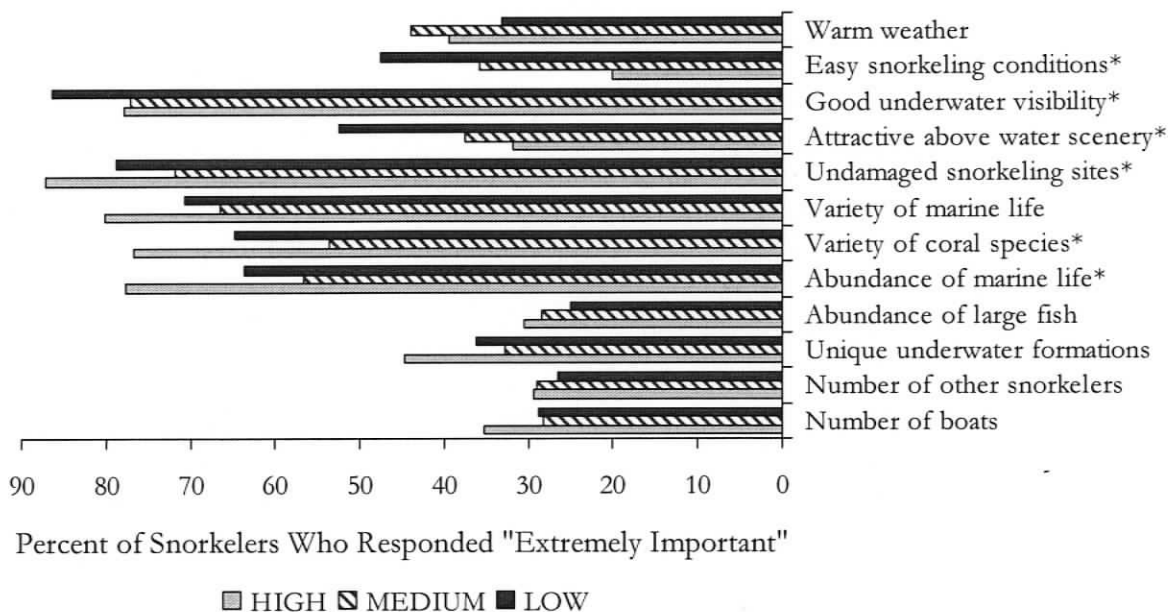 Warm weather
Easy snorkeling conditions*
Good underwater visibility*
Attractive above water scenery*
Undamaged snorkeling sites*
Variety of marine life
Variety of coral species*
Abundance of marine life*
Abundance of large fish
Unique underwater formations
Number of other snorkelers
Number of boats
90 80 70 60 50 40 30 20 10 0
Percent of Snorkelers Who Responded "Extremely Important"
HIGH MEDIUM LOW